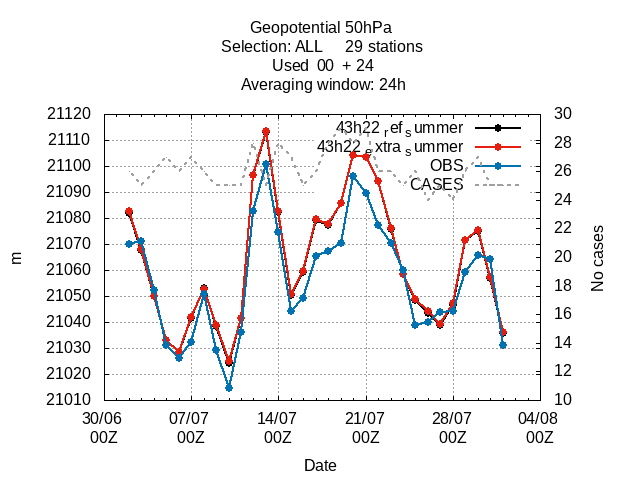 Geopotential 50hPa
Selection: ALL     29 stations
Used  00  + 24
Averaging window: 24h
43h22refsummer
43h22extrasummer
OBS
CASES
21120
21110
21100
21090
21080
21070
21060
21050
21040
21030
21020
21010
30
28
26
24
22
20
18
16
14
12
10
m
No cases
30/06 07/07 14/07 21/07 28/07 04/08
00Z 00Z 00Z 00Z 00Z 00Z
Date